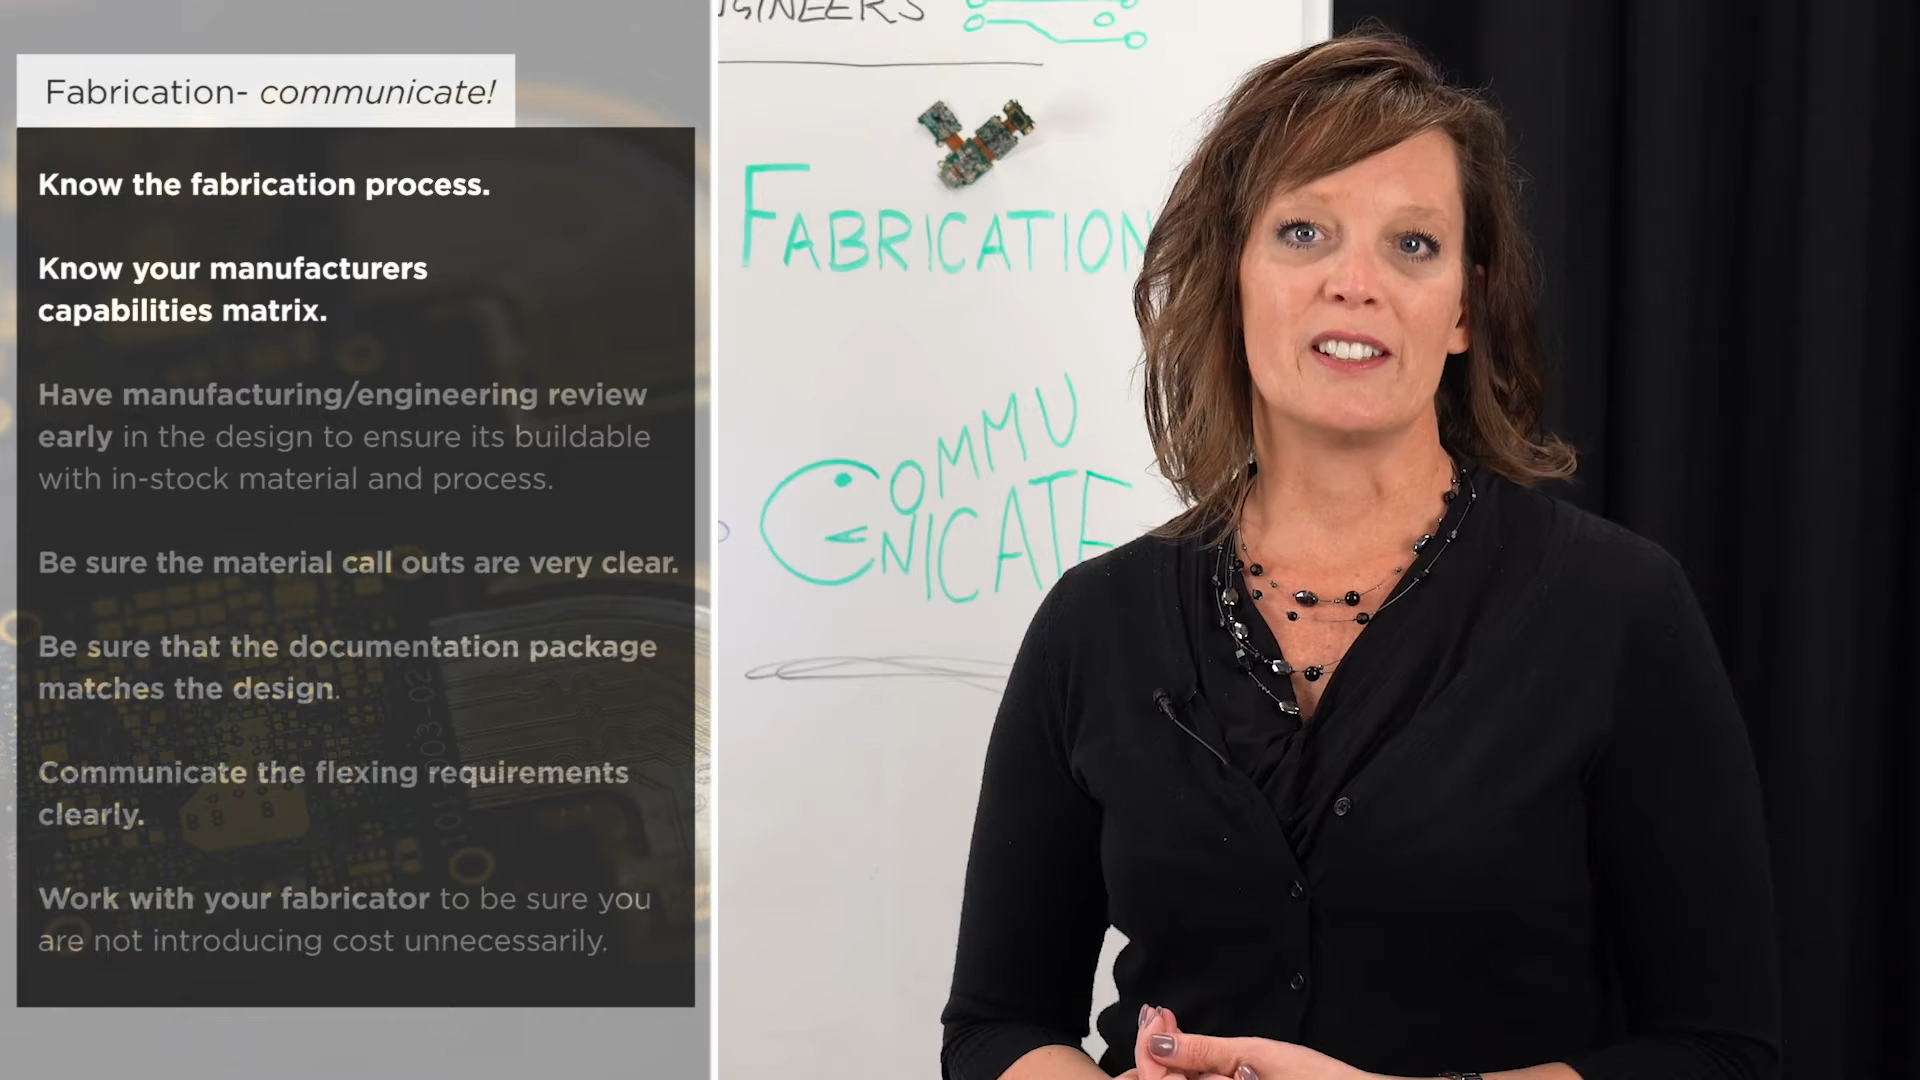 Fabrication- communicate!
Know the fabrication process.
Know your manufacturers
capabilities matrix.
Have manufacturing/engineering review
early in the design to ensure its buildable
with in-stock material and process.
Be sure the material call outs are very clear.
Be sure that the documentation package
matches the design.
Communicate the flexing requirements
clearly.
Work with your fabricator to be sure you
are not introducing cost unnecessarily.
GINEERS
FABRICATION
COMMU
NICATE